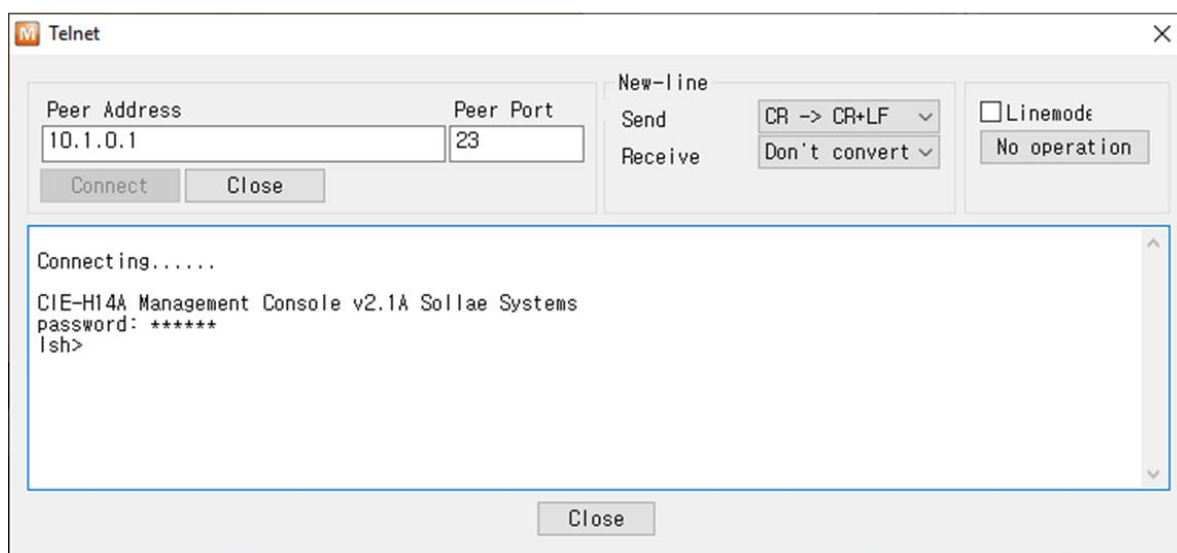 M Telnet
Peer Address Peer Port
10.1.0.1 23
Connect Close
New-line
Send CR -> CR+LF
Receive Don't convert
Linemode
No operation
Connecting......
CIE-H14A Management Console v2.1A Sollae Systems
password: ******
lsh>
Close